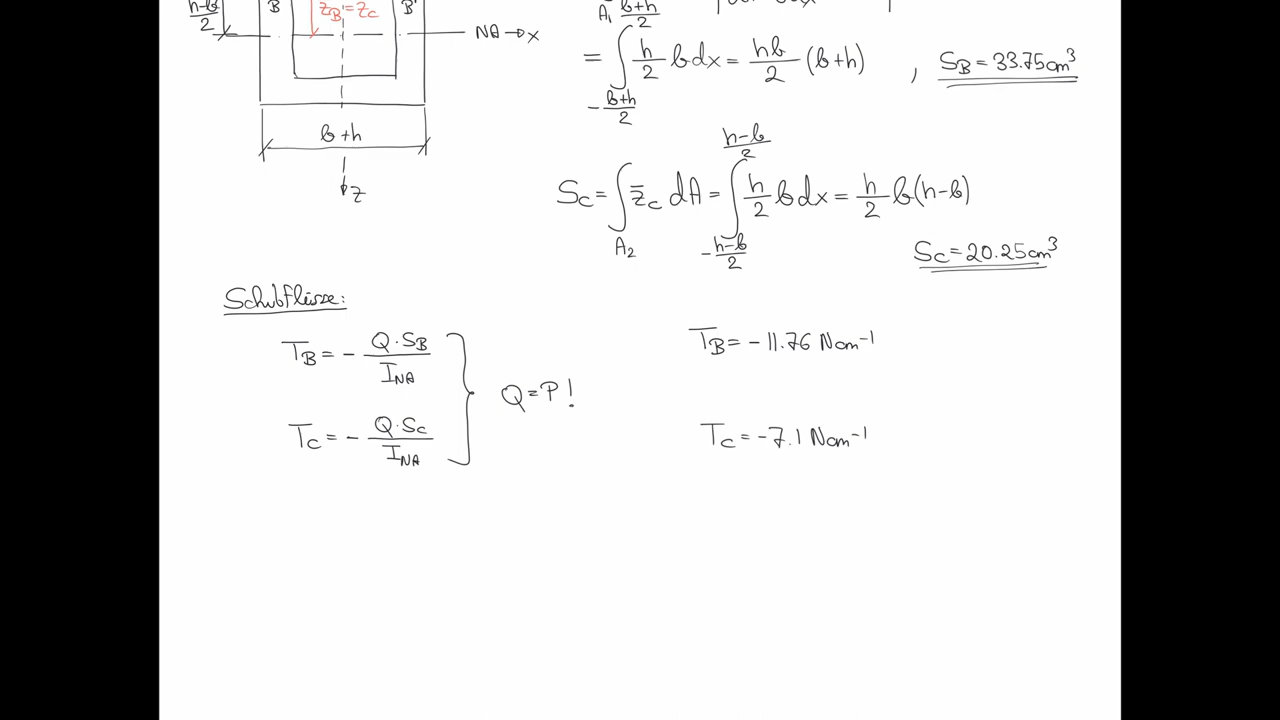 h-b/2 B z_B=z_C B'
NA → x
b+h
z
A₁
= ∫_{-(b+h)/2}^{(b+h)/2} h/2 b dx = hb/2 (b+h) , S_B = 33.75cm³
S_C = ∫_{A₂} z̄_C dA = ∫_{-(h-b)/2}^{(h-b)/2} h/2 b dx = h/2 b(h-b)
S_C = 20.25cm³
Schubflüsse:
T_B = - Q·S_B/I_NA
T_B = -11.76 Ncm⁻¹
Q = P!
T_C = - Q·S_C/I_NA
T_C = -7.1 Ncm⁻¹